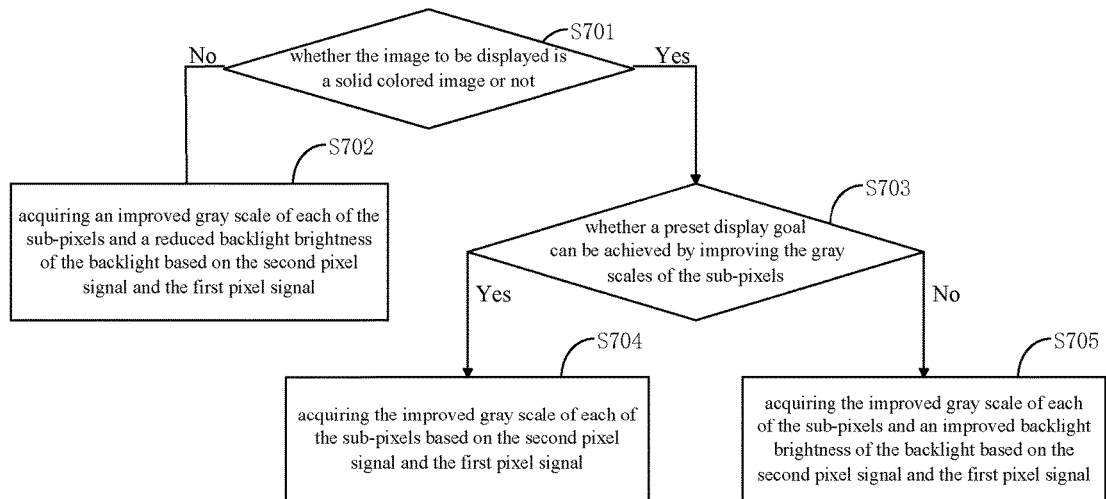 S701
No
whether the image to be displayed is
a solid colored image or not
Yes
S702
acquiring an improved gray scale of each of the
sub-pixels and a reduced backlight brightness
of the backlight based on the second pixel
signal and the first pixel signal
S703
whether a preset display goal
can be achieved by improving the gray
scales of the sub-pixels
Yes
No
S704
acquiring the improved gray scale of each of
the sub-pixels based on the second pixel
signal and the first pixel signal
S705
acquiring the improved gray scale of each
of the sub-pixels and an improved backlight
brightness of the backlight based on the
second pixel signal and the first pixel signal